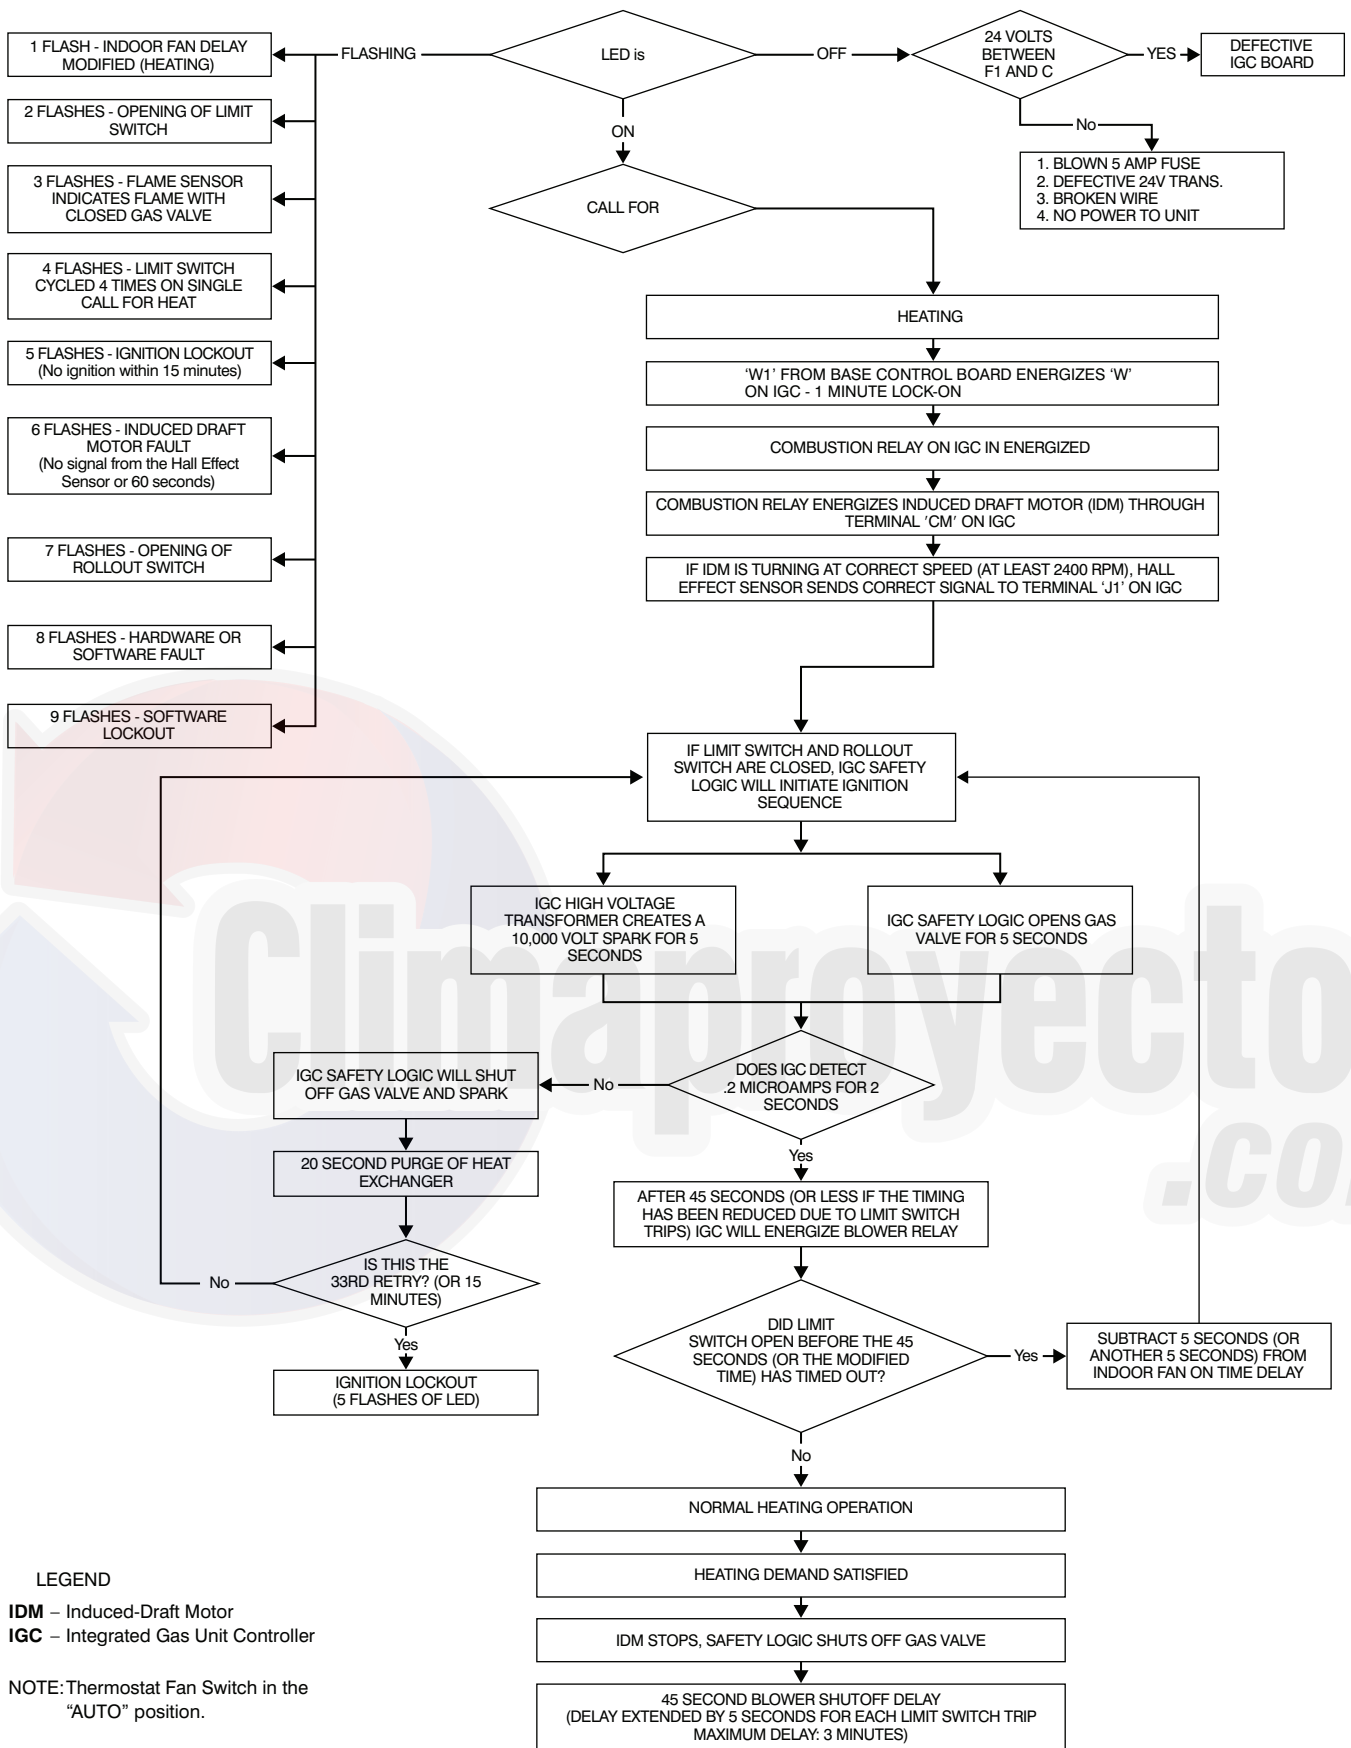 1 FLASH - INDOOR FAN DELAY
MODIFIED (HEATING)
2 FLASHES - OPENING OF LIMIT
SWITCH
3 FLASHES - FLAME SENSOR
INDICATES FLAME WITH
CLOSED GAS VALVE
4 FLASHES - LIMIT SWITCH
CYCLED 4 TIMES ON SINGLE
CALL FOR HEAT
5 FLASHES - IGNITION LOCKOUT
(No ignition within 15 minutes)
6 FLASHES - INDUCED DRAFT
MOTOR FAULT
(No signal from the Hall Effect
Sensor or 60 seconds)
7 FLASHES - OPENING OF
ROLLOUT SWITCH
8 FLASHES - HARDWARE OR
SOFTWARE FAULT
9 FLASHES - SOFTWARE
LOCKOUT
FLASHING
LED is
OFF
24 VOLTS
BETWEEN
F1 AND C
YES
DEFECTIVE
IGC BOARD
No
1. BLOWN 5 AMP FUSE
2. DEFECTIVE 24V TRANS.
3. BROKEN WIRE
4. NO POWER TO UNIT
ON
CALL FOR
HEATING
‘W1’ FROM BASE CONTROL BOARD ENERGIZES ‘W’
ON IGC - 1 MINUTE LOCK-ON
COMBUSTION RELAY ON IGC IN ENERGIZED
COMBUSTION RELAY ENERGIZES INDUCED DRAFT MOTOR (IDM) THROUGH
TERMINAL ‘CM’ ON IGC
IF IDM IS TURNING AT CORRECT SPEED (AT LEAST 2400 RPM), HALL
EFFECT SENSOR SENDS CORRECT SIGNAL TO TERMINAL ‘J1’ ON IGC
IF LIMIT SWITCH AND ROLLOUT
SWITCH ARE CLOSED, IGC SAFETY
LOGIC WILL INITIATE IGNITION
SEQUENCE
IGC HIGH VOLTAGE
TRANSFORMER CREATES A
10,000 VOLT SPARK FOR 5
SECONDS
IGC SAFETY LOGIC OPENS GAS
VALVE FOR 5 SECONDS
DOES IGC DETECT
.2 MICROAMPS FOR 2
SECONDS
No
IGC SAFETY LOGIC WILL SHUT
OFF GAS VALVE AND SPARK
20 SECOND PURGE OF HEAT
EXCHANGER
IS THIS THE
33RD RETRY? (OR 15
MINUTES)
No
Yes
IGNITION LOCKOUT
(5 FLASHES OF LED)
Yes
AFTER 45 SECONDS (OR LESS IF THE TIMING
HAS BEEN REDUCED DUE TO LIMIT SWITCH
TRIPS) IGC WILL ENERGIZE BLOWER RELAY
DID LIMIT
SWITCH OPEN BEFORE THE 45
SECONDS (OR THE MODIFIED
TIME) HAS TIMED OUT?
Yes
SUBTRACT 5 SECONDS (OR
ANOTHER 5 SECONDS) FROM
INDOOR FAN ON TIME DELAY
No
NORMAL HEATING OPERATION
HEATING DEMAND SATISFIED
IDM STOPS, SAFETY LOGIC SHUTS OFF GAS VALVE
45 SECOND BLOWER SHUTOFF DELAY
(DELAY EXTENDED BY 5 SECONDS FOR EACH LIMIT SWITCH TRIP
MAXIMUM DELAY: 3 MINUTES)
LEGEND
IDM – Induced-Draft Motor
IGC – Integrated Gas Unit Controller
NOTE: Thermostat Fan Switch in the
“AUTO” position.
Climaproyecto
.co